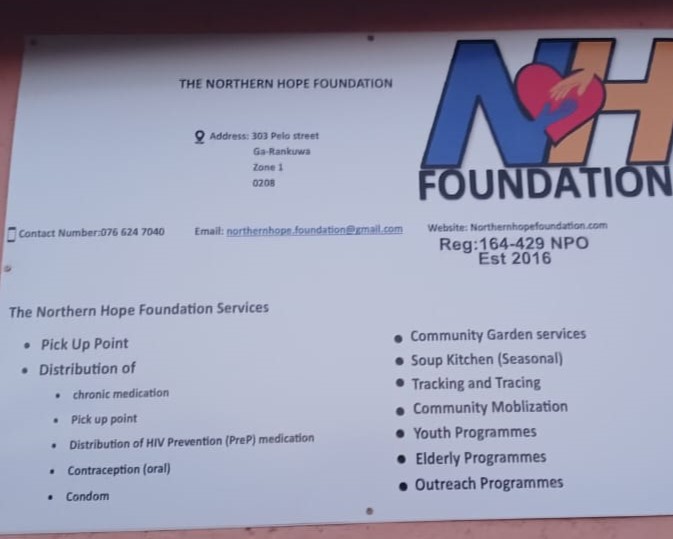 NH
FOUNDATION
THE NORTHERN HOPE FOUNDATION
Address: 303 Pelo street
Ga-Rankuwa
Zone 1
0208
Contact Number:076 624 7040
Email: northernhope.foundation@gmail.com
Website: Northernhopefoundation.com
Reg:164-429 NPO
Est 2016
The Northern Hope Foundation Services
• Pick Up Point
• Distribution of
• chronic medication
• Pick up point
• Distribution of HIV Prevention (PreP) medication
• Contraception (oral)
• Condom
• Community Garden services
• Soup Kitchen (Seasonal)
• Tracking and Tracing
• Community Moblization
• Youth Programmes
• Elderly Programmes
• Outreach Programmes